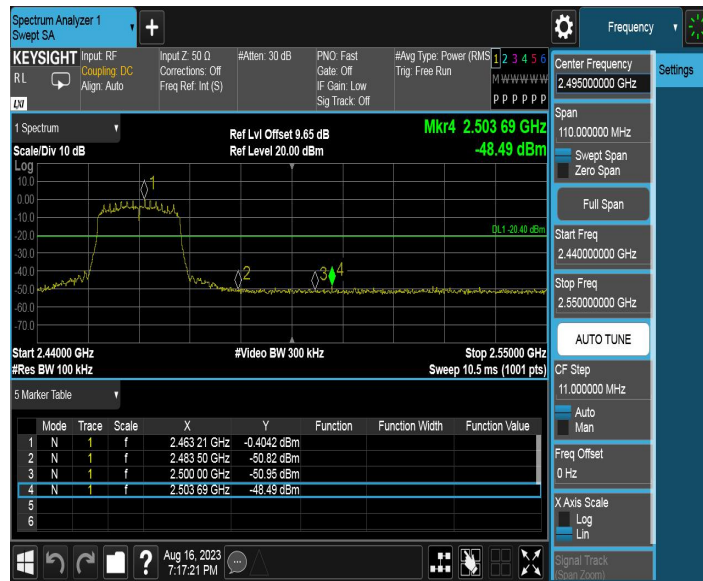 Spectrum Analyzer 1
Swept SA
+
Frequency
KEYSIGHT
RL
LXI
Input: RF
Coupling: DC
Align: Auto
Input Z: 50 Ω
Corrections: Off
Freq Ref: Int (S)
#Atten: 30 dB
PNO: Fast
Gate: Off
IF Gain: Low
Sig Track: Off
#Avg Type: Power (RMS
Trig: Free Run
1 2 3 4 5 6
M W W W W W
P P P P P P
1 Spectrum
Scale/Div 10 dB
Ref Lvl Offset 9.65 dB
Ref Level 20.00 dBm
Mkr4 2.503 69 GHz
-48.49 dBm
Log
10.0
0.00
-10.0
-20.0
-30.0
-40.0
-50.0
-60.0
-70.0
1
2
3
4
DL1 -20.40 dBm
Start 2.44000 GHz
#Res BW 100 kHz
#Video BW 300 kHz
Stop 2.55000 GHz
Sweep 10.5 ms (1001 pts)
5 Marker Table
Mode Trace Scale X Y Function Function Width Function Value
1 N 1 f 2.463 21 GHz -0.4042 dBm
2 N 1 f 2.483 50 GHz -50.82 dBm
3 N 1 f 2.500 00 GHz -50.95 dBm
4 N 1 f 2.503 69 GHz -48.49 dBm
5
6
?
Aug 16, 2023
7:17:21 PM
Center Frequency
2.495000000 GHz
Span
110.000000 MHz
Swept Span
Zero Span
Full Span
Start Freq
2.440000000 GHz
Stop Freq
2.550000000 GHz
AUTO TUNE
CF Step
11.000000 MHz
Auto
Man
Freq Offset
0 Hz
X Axis Scale
Log
Lin
Signal Track
(Span Zoom)
Settings